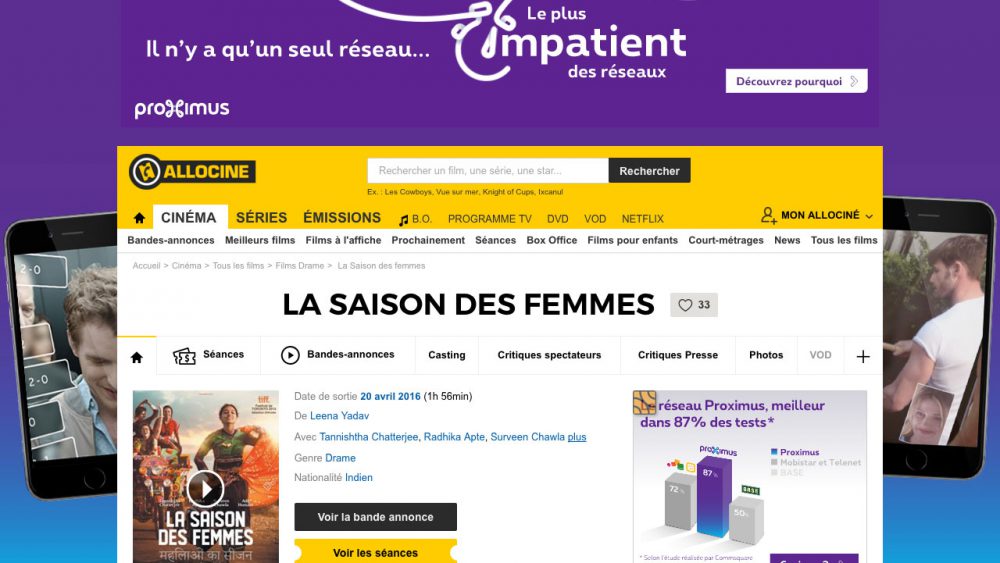 Il n'y a qu'un seul réseau...
Le plus
impatient
des réseaux
Découvrez pourquoi
proximus
ALLOCINE
Rechercher un film, une série, une star...
Rechercher
Ex. : Les Cowboys, Vue sur mer, Knight of Cups, Ixcanul
CINÉMA SÉRIES ÉMISSIONS B.O. PROGRAMME TV DVD VOD NETFLIX
MON ALLOCINÉ
Bandes-annonces Meilleurs films Films à l'affiche Prochainement Séances Box Office Films pour enfants Court-métrages News Tous les films
Accueil > Cinéma > Tous les films > Films Drame > La Saison des femmes
LA SAISON DES FEMMES
33
Séances Bandes-annonces Casting Critiques spectateurs Critiques Presse Photos VOD +
Date de sortie 20 avril 2016 (1h 56min)
De Leena Yadav
Avec Tannishtha Chatterjee, Radhika Apte, Surveen Chawla plus
Genre Drame
Nationalité Indien
Voir la bande annonce
Voir les séances
tiff.
LA SAISON
DES FEMMES
महिलाओं का सीजन
réseau Proximus, meilleur
dans 87% des tests*
proximus
Proximus
Mobistar et Telenet
BASE
72 %
87 %
BASE
50 %
* Selon l'étude réalisée par Commsquare
2-0
2-0